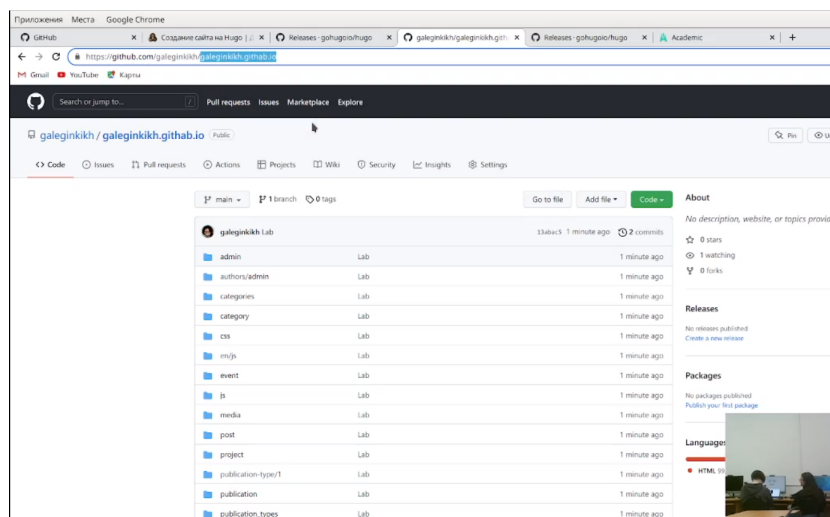 Приложения Места Google Chrome
GitHub
Создание сайта на Hugo |
Releases · gohugoio/hugo
galeginkikh/galeginkikh.gith
Releases · gohugoio/hugo
Academic
https://github.com/galeginkikh/galeginkikh.githab.io
Gmail YouTube Карты
Search or jump to... / Pull requests Issues Marketplace Explore
galeginkikh / galeginkikh.githab.io Public Pin
Code Issues Pull requests Actions Projects Wiki Security Insights Settings
main 1 branch 0 tags Go to file Add file Code
galeginkikh Lab 1 minute ago 2 commits
admin Lab 1 minute ago
authors/admin Lab 1 minute ago
categories Lab 1 minute ago
category Lab 1 minute ago
css Lab 1 minute ago
en/js Lab 1 minute ago
event Lab 1 minute ago
js Lab 1 minute ago
media Lab 1 minute ago
post Lab 1 minute ago
project Lab 1 minute ago
publication-type/1 Lab 1 minute ago
publication Lab 1 minute ago
publication_types Lab 1 minute ago
About
No description, website, or topics provid
0 stars
1 watching
0 forks
Releases
No releases published
Create a new release
Packages
No packages published
Publish your first package
Languages
HTML